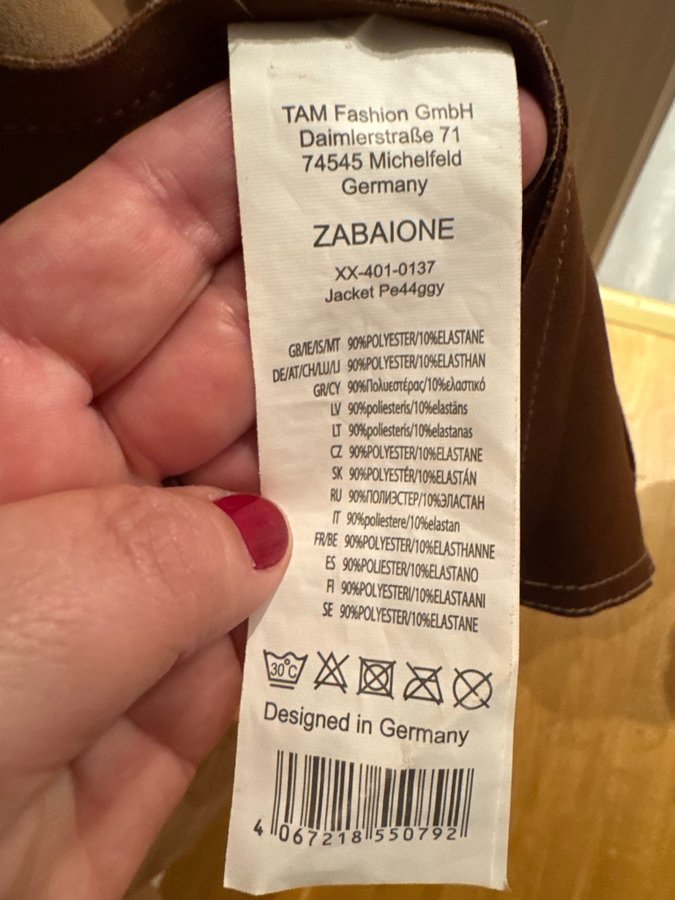 TAM Fashion GmbH
Daimlerstraße 71
74545 Michelfeld
Germany
ZABAIONE
XX-401-0137
Jacket Pe44ggy
GB/IE/IS/MT 90%POLYESTER/10%ELASTANE
DE/AT/CH/LU/LI 90%POLYESTER/10%ELASTHAN
GR/CY 90%Πολυεστέρας/10%ελαστικό
LV 90%poliesteris/10%elastāns
LT 90%poliesteris/10%elastanas
CZ 90%POLYESTER/10%ELASTANE
SK 90%POLYESTÉR/10%ELASTÁN
RU 90%ПОЛИЭСТЕР/10%ЭЛАСТАН
IT 90%poliestere/10%elastan
FR/BE 90%POLYESTER/10%ELASTHANNE
ES 90%POLIESTER/10%ELASTANO
FI 90%POLYESTERI/10%ELASTAANI
SE 90%POLYESTER/10%ELASTANE
30°C
Designed in Germany
4 067218 550792